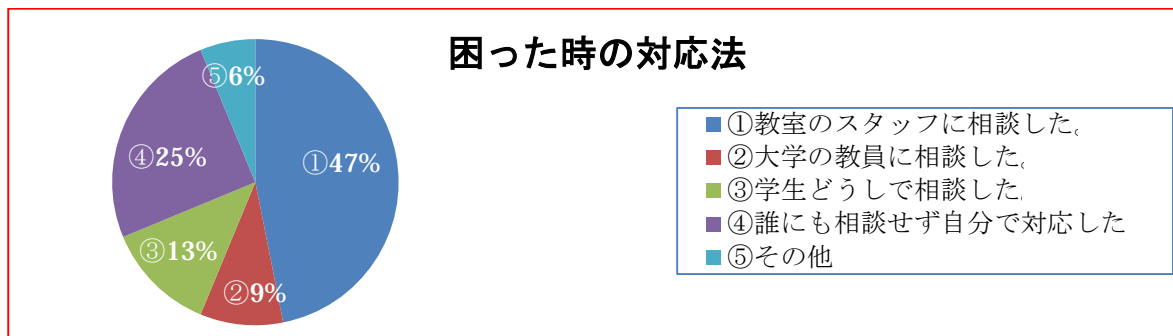 困った時の対応法
⑤6%
①47%
④25%
③13%
②9%
①教室のスタッフに相談した。
②大学の教員に相談した。
③学生どうしで相談した.
④誰にも相談せず自分で対応した
⑤その他